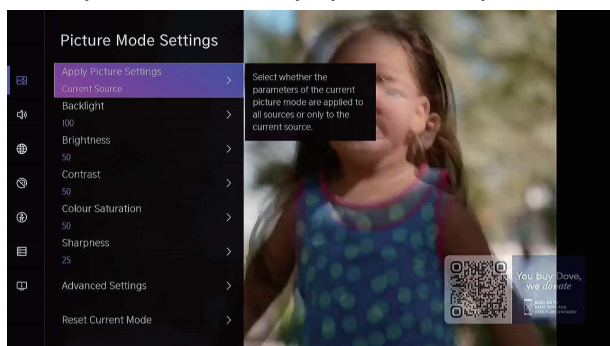 Picture Mode Settings
Apply Picture Settings
Current Source
Select whether the
parameters of the current
picture mode are applied to
all sources or only to the
current source.
Backlight
100
Brightness
50
Contrast
50
Colour Saturation
50
Sharpness
25
Advanced Settings
Reset Current Mode
You buy Dove,
we donate